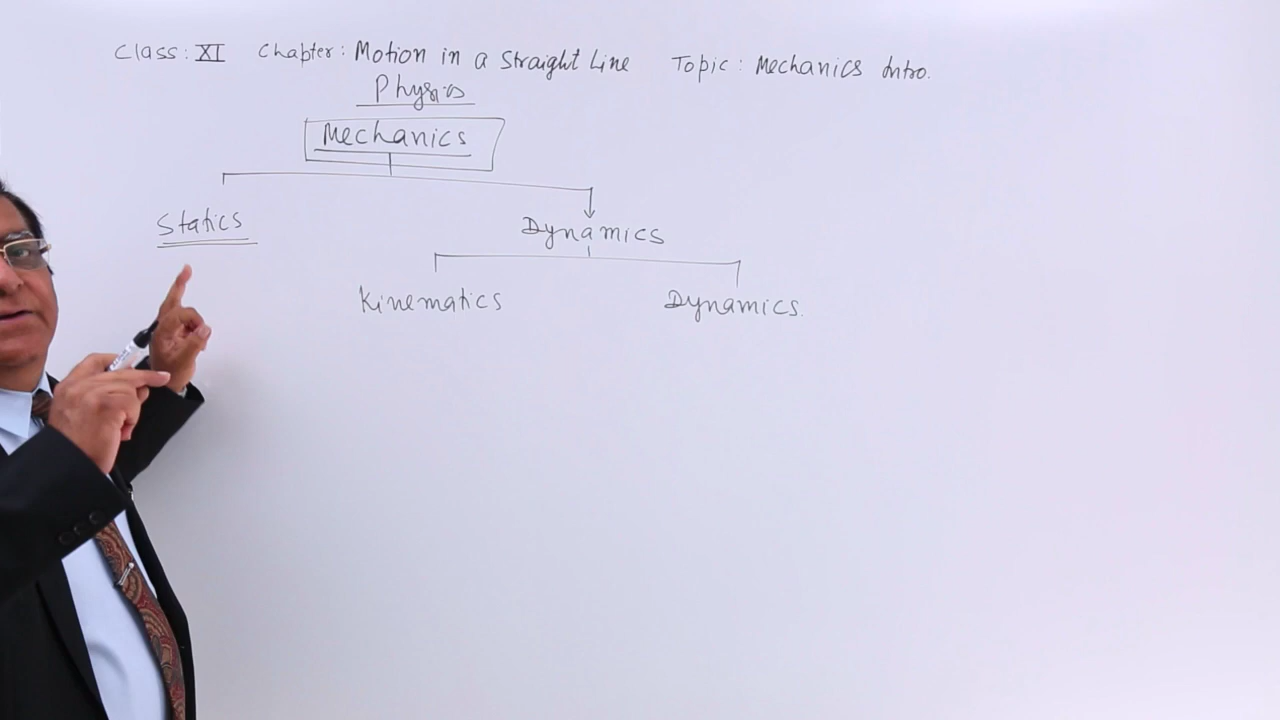 Class: XI Chapter: Motion in a Straight Line Topic: Mechanics Intro.
Physics
Mechanics
Statics Dynamics
Kinematics Dynamics.